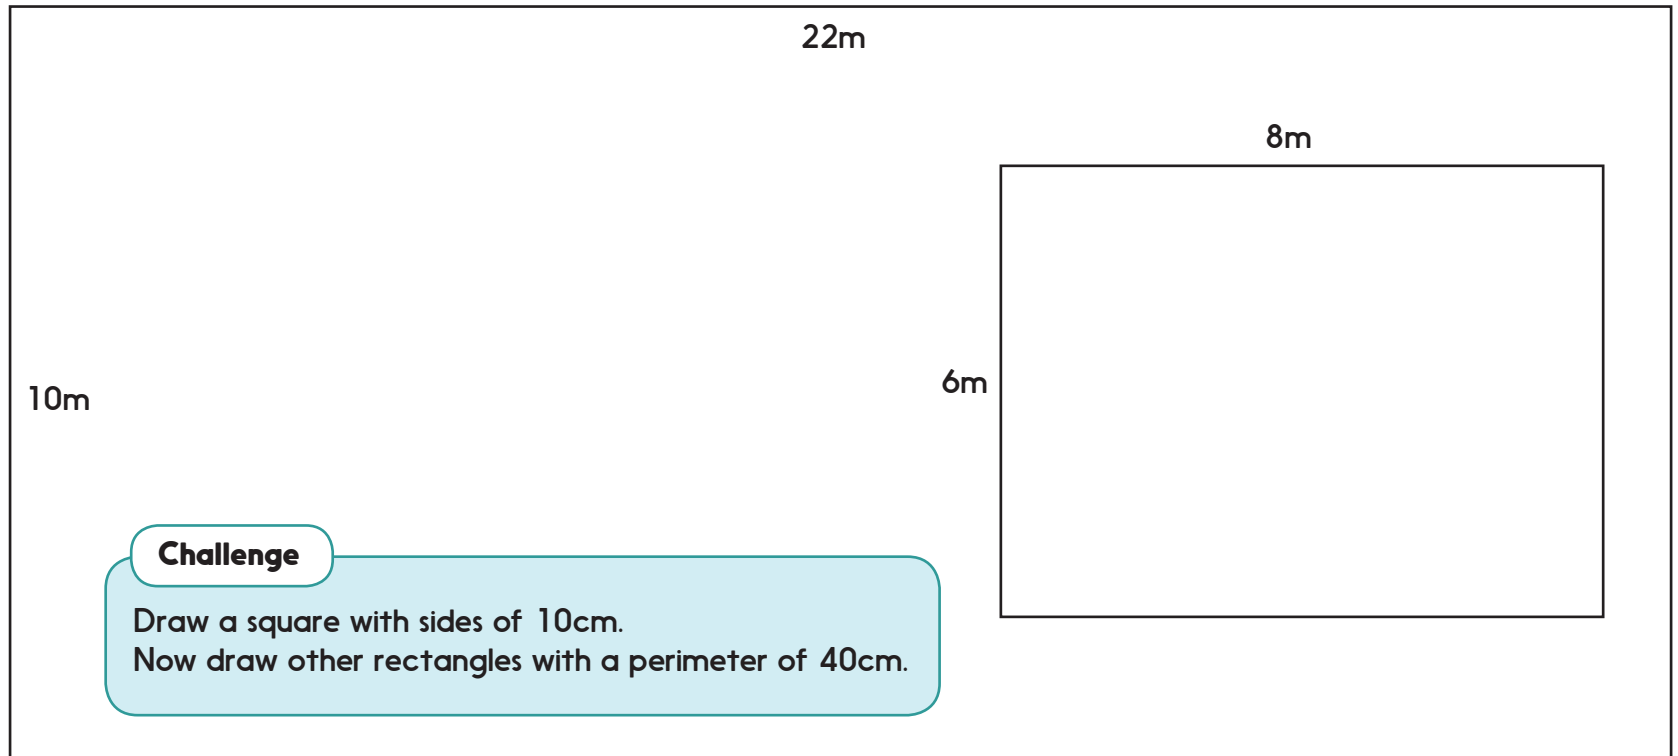 22m
8m
6m
10m
Challenge
Draw a square with sides of 10cm.
Now draw other rectangles with a perimeter of 40cm.